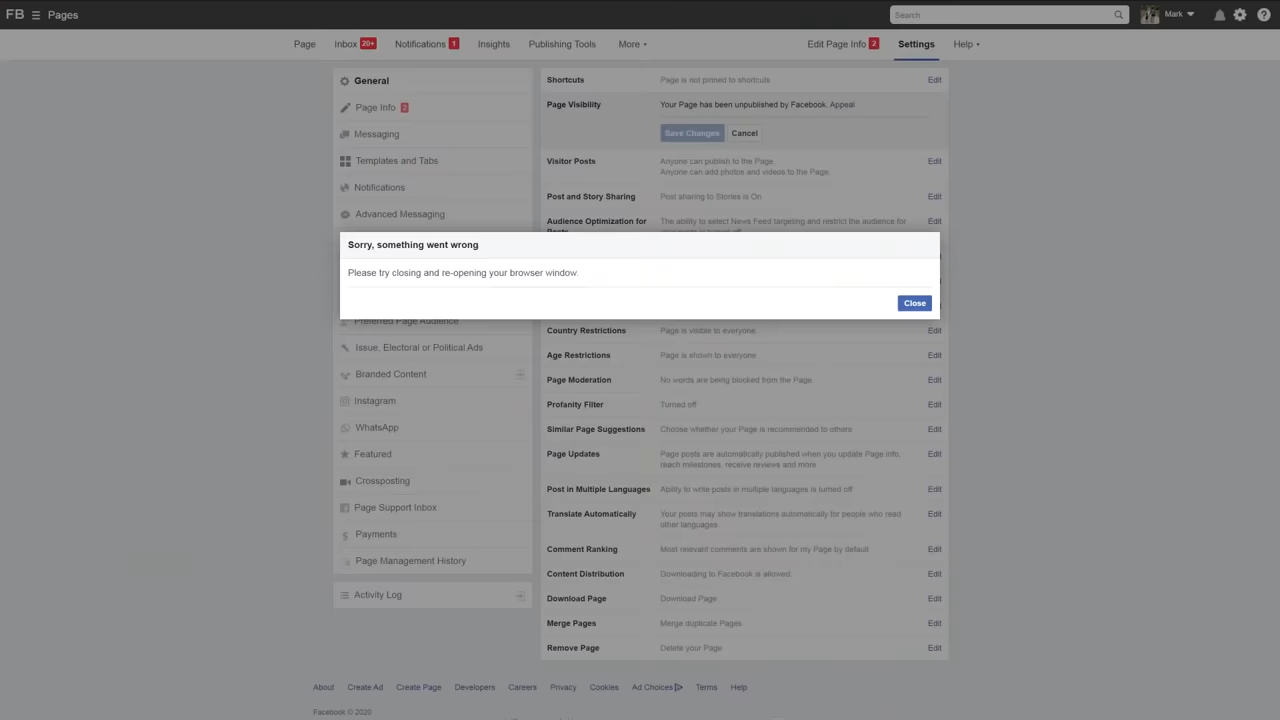 FB Pages
Search
Mark
Page Inbox 20+ Notifications 1 Insights Publishing Tools More Edit Page Info 2 Settings Help
General
Page Info 2
Messaging
Templates and Tabs
Notifications
Advanced Messaging
Preferred Page Audience
Issue, Electoral or Political Ads
Branded Content
Instagram
WhatsApp
Featured
Crossposting
Page Support Inbox
Payments
Page Management History
Activity Log
Shortcuts Page is not pinned to shortcuts Edit
Page Visibility Your Page has been unpublished by Facebook. Appeal
Save Changes Cancel
Visitor Posts Anyone can publish to the Page. Edit
Anyone can add photos and videos to the Page.
Post and Story Sharing Post sharing to Stories is On Edit
Audience Optimization for The ability to select News Feed targeting and restrict the audience for Edit
Sorry, something went wrong
Please try closing and re-opening your browser window.
Close
Country Restrictions Page is visible to everyone. Edit
Age Restrictions Page is shown to everyone. Edit
Page Moderation No words are being blocked from the Page. Edit
Profanity Filter Turned off Edit
Similar Page Suggestions Choose whether your Page is recommended to others Edit
Page Updates Page posts are automatically published when you update Page info, Edit
reach milestones, receive reviews and more
Post in Multiple Languages Ability to write posts in multiple languages is turned off Edit
Translate Automatically Your posts may show translations automatically for people who read Edit
other languages.
Comment Ranking Most relevant comments are shown for my Page by default Edit
Content Distribution Downloading to Facebook is allowed. Edit
Download Page Download Page Edit
Merge Pages Merge duplicate Pages Edit
Remove Page Delete your Page Edit
About Create Ad Create Page Developers Careers Privacy Cookies Ad Choices Terms Help
Facebook © 2020